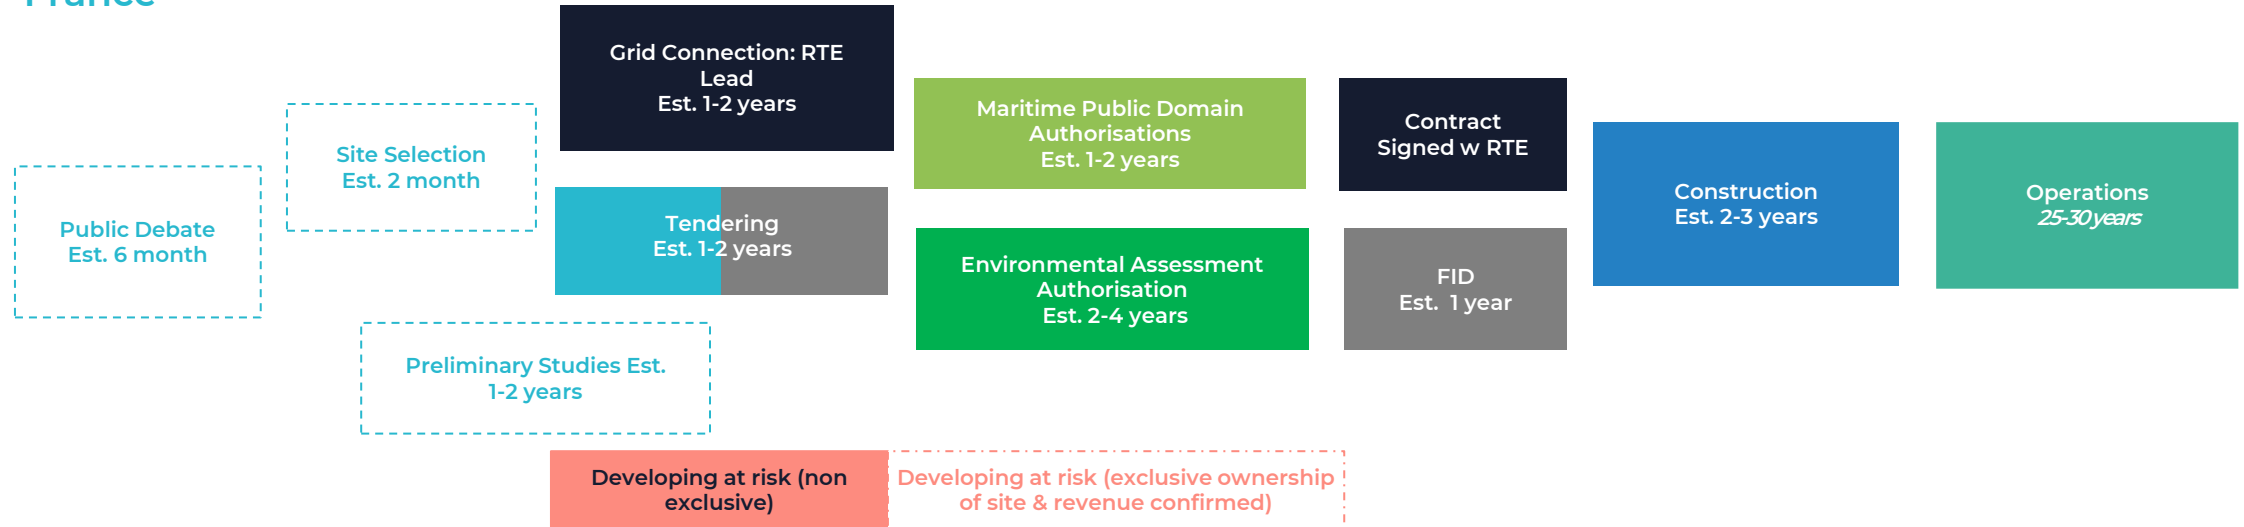 France
Public Debate
Est. 6 month
Site Selection
Est. 2 month
Preliminary Studies Est.
1-2 years
Grid Connection: RTE
Lead
Est. 1-2 years
Tendering
Est. 1-2 years
Maritime Public Domain
Authorisations
Est. 1-2 years
Environmental Assessment
Authorisation
Est. 2-4 years
Contract
Signed w RTE
FID
Est.  1 year
Construction
Est. 2-3 years
Operations
25-30 years
Developing at risk (non
exclusive)
Developing at risk (exclusive ownership
of site & revenue confirmed)